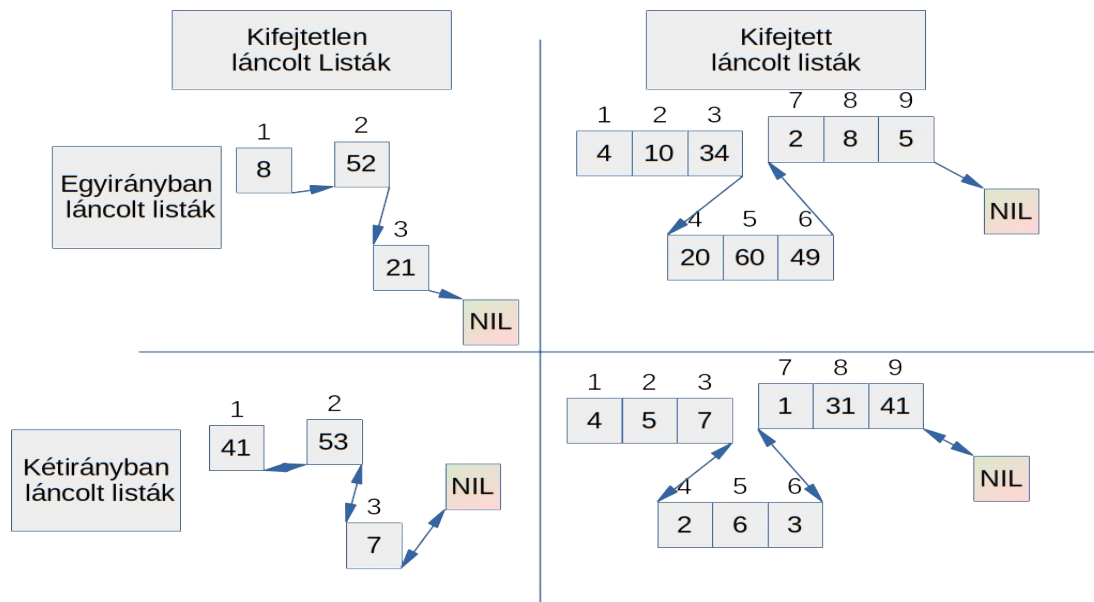 Kifejtetlen
láncolt Listák
Kifejtett
láncolt listák
Egyirányban
láncolt listák
1 2
8 52
3
21
NIL
1 2 3
4 10 34
7 8 9
2 8 5
4 5 6
20 60 49
NIL
Kétirányban
láncolt listák
1 2
41 53
3
7
NIL
1 2 3
4 5 7
7 8 9
1 31 41
4 5 6
2 6 3
NIL